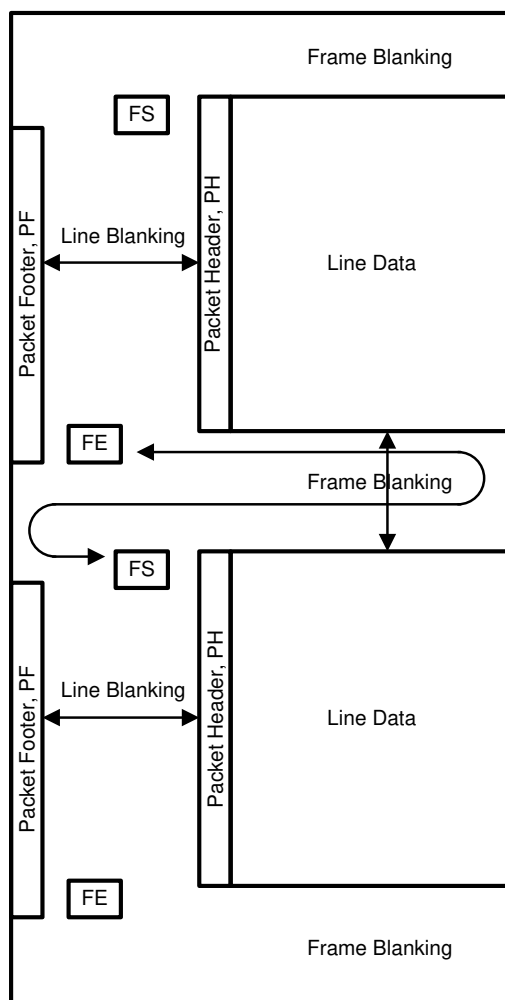 Frame Blanking
FS
Packet Footer, PF
Line Blanking
Packet Header, PH
Line Data
FE
Frame Blanking
FS
Packet Footer, PF
Line Blanking
Packet Header, PH
Line Data
FE
Frame Blanking